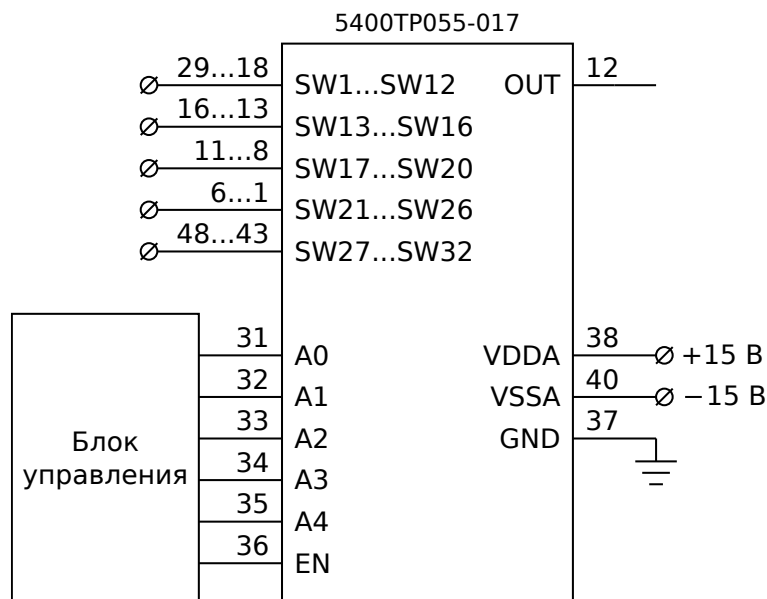 5400TP055-017
29...18 SW1...SW12 OUT 12
16...13 SW13...SW16
11...8 SW17...SW20
6...1 SW21...SW26
48...43 SW27...SW32
31 A0 VDDA 38 +15 В
32 A1 VSSA 40 −15 В
33 A2 GND 37
34 A3
35 A4
36 EN
Блок
управления